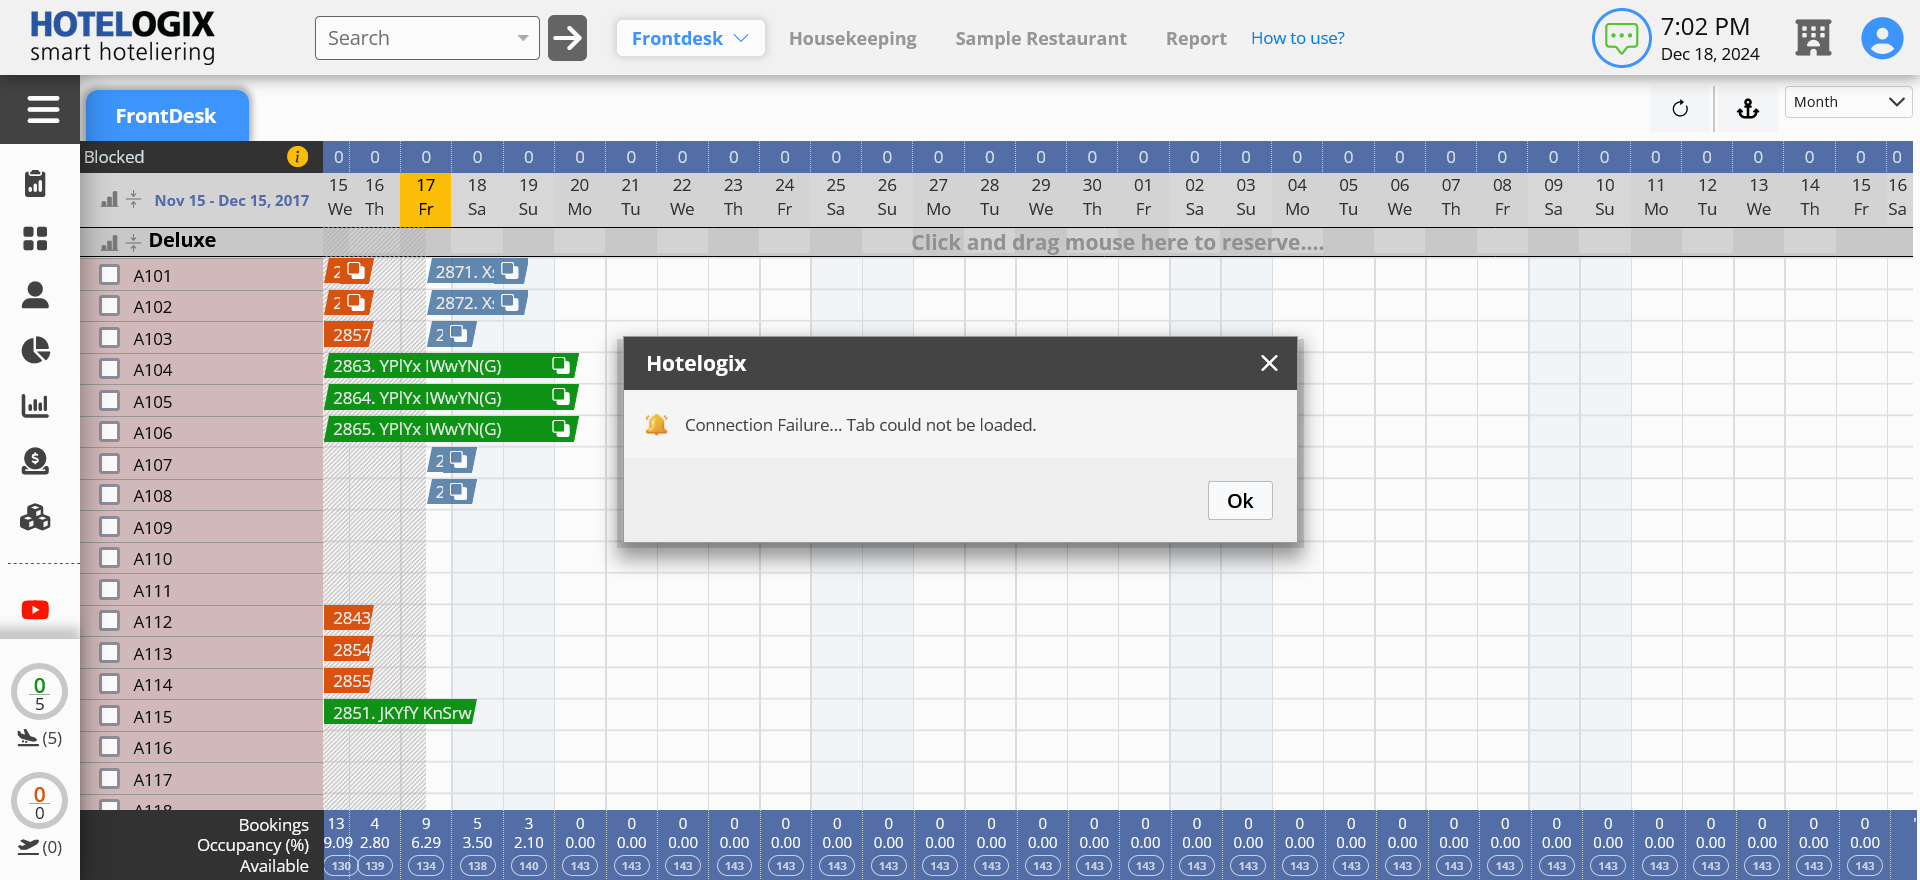 HOTELOGIX
smart hoteliering
Search
Frontdesk
Housekeeping
Sample Restaurant
Report
How to use?
7:02 PM
Dec 18, 2024
FrontDesk
Month
Blocked 0 0 0 0 0 0 0 0 0 0 0 0 0 0 0 0 0 0 0 0 0 0 0 0 0 0 0 0 0 0 0 0
15 16 17 18 19 20 21 22 23 24 25 26 27 28 29 30 01 02 03 04 05 06 07 08 09 10 11 12 13 14 15 16
Nov 15 - Dec 15, 2017
We Th Fr Sa Su Mo Tu We Th Fr Sa Su Mo Tu We Th Fr Sa Su Mo Tu We Th Fr Sa Su Mo Tu We Th Fr Sa
Deluxe
Click and drag mouse here to reserve....
A101 2 2871. Xs
A102 2 2872. Xs
A103 2857 2
A104 2863. YPlYx IWwYN(G)
A105 2864. YPlYx IWwYN(G)
A106 2865. YPlYx IWwYN(G)
A107 2
A108 2
A109
A110
A111
A112 2843
A113 2854
A114 2855
A115 2851. JKYfY KnSrw
A116
A117
A118
Hotelogix
Connection Failure... Tab could not be loaded.
Ok
0
5
(5)
0
0
(0)
Bookings 13 4 9 5 3 0 0 0 0 0 0 0 0 0 0 0 0 0 0 0 0 0 0 0 0 0 0 0 0 0 0
Occupancy (%) 9.09 2.80 6.29 3.50 2.10 0.00 0.00 0.00 0.00 0.00 0.00 0.00 0.00 0.00 0.00 0.00 0.00 0.00 0.00 0.00 0.00 0.00 0.00 0.00 0.00 0.00 0.00 0.00 0.00 0.00 0.00
Available 130 139 134 138 140 143 143 143 143 143 143 143 143 143 143 143 143 143 143 143 143 143 143 143 143 143 143 143 143 143 143